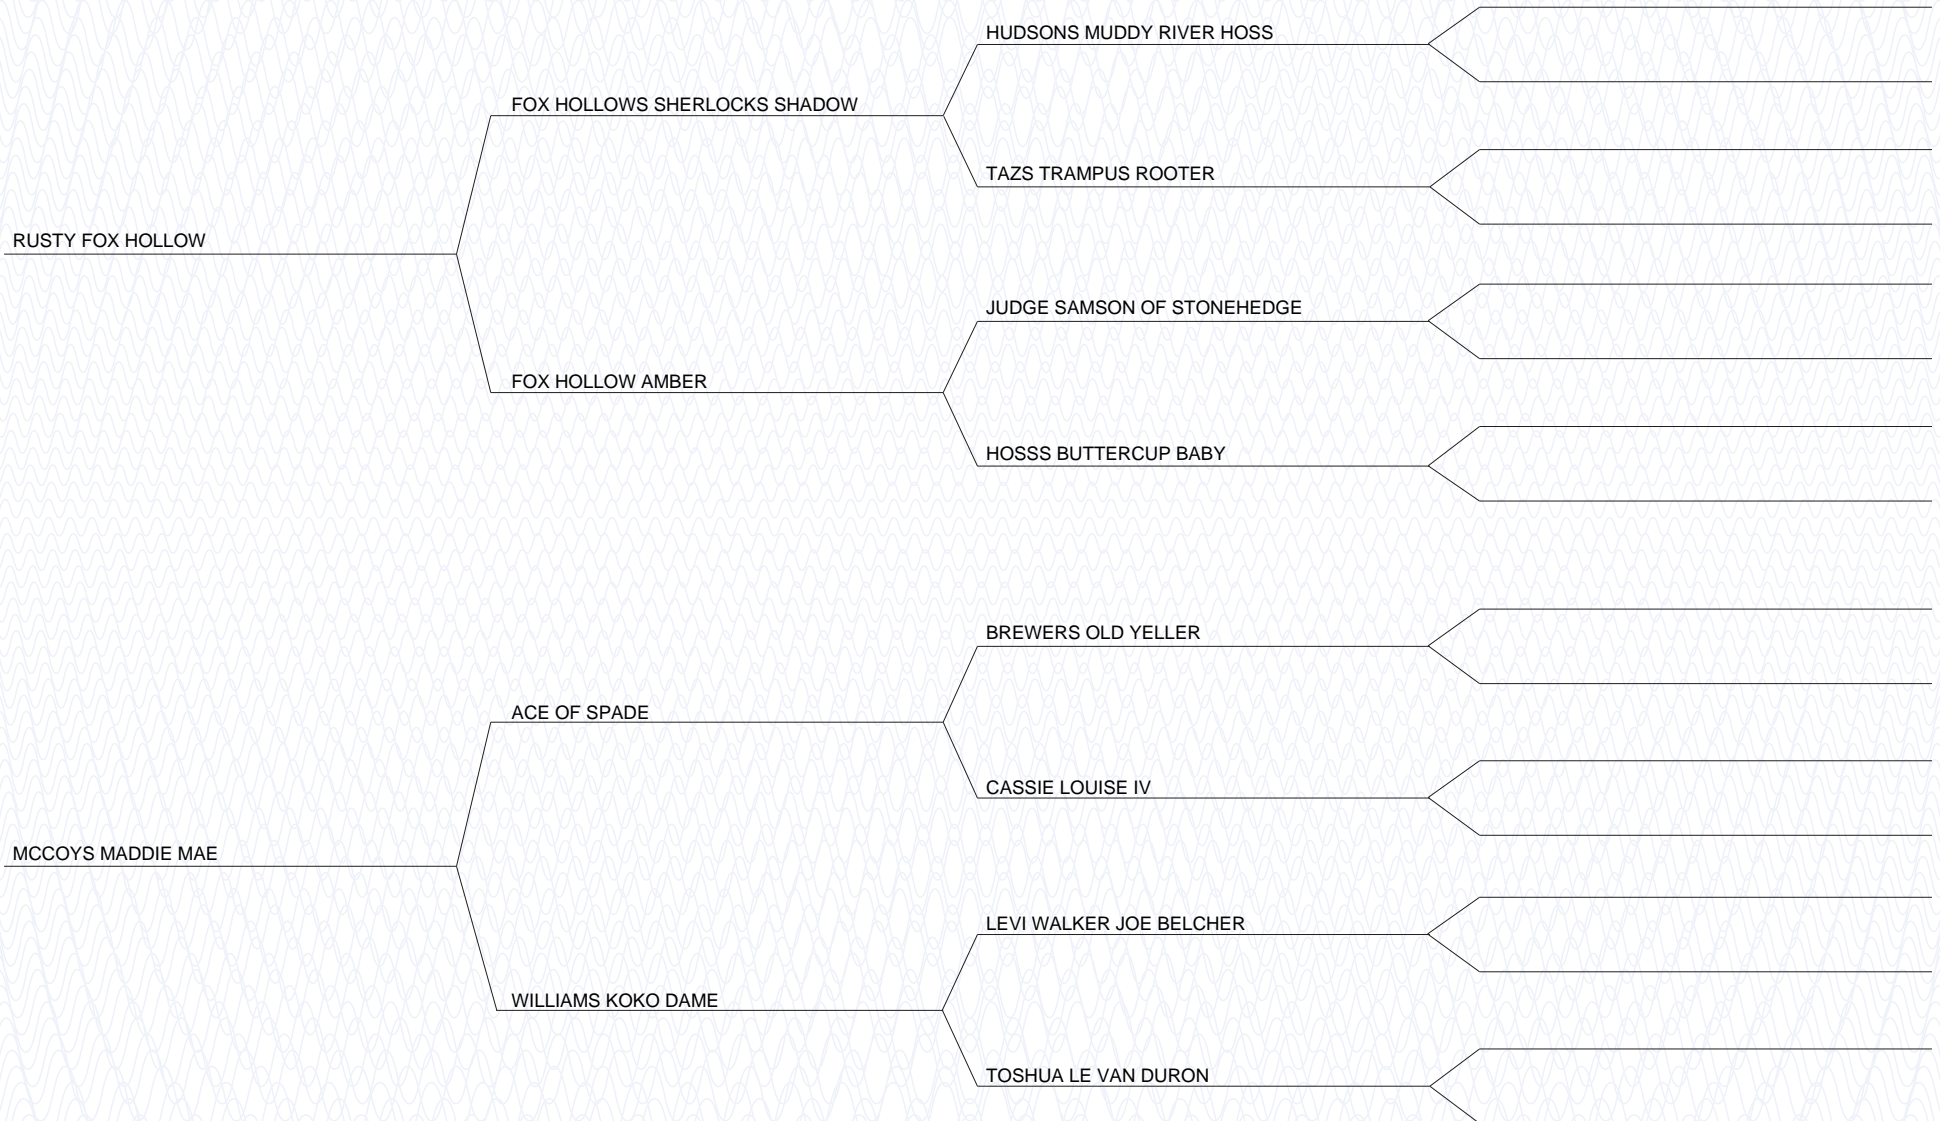 HUDSONS MUDDY RIVER HOSS
FOX HOLLOWS SHERLOCKS SHADOW
TAZS TRAMPUS ROOTER
RUSTY FOX HOLLOW
JUDGE SAMSON OF STONEHEDGE
FOX HOLLOW AMBER
HOSSS BUTTERCUP BABY
BREWERS OLD YELLER
ACE OF SPADE
CASSIE LOUISE IV
MCCOYS MADDIE MAE
LEVI WALKER JOE BELCHER
WILLIAMS KOKO DAME
TOSHUA LE VAN DURON